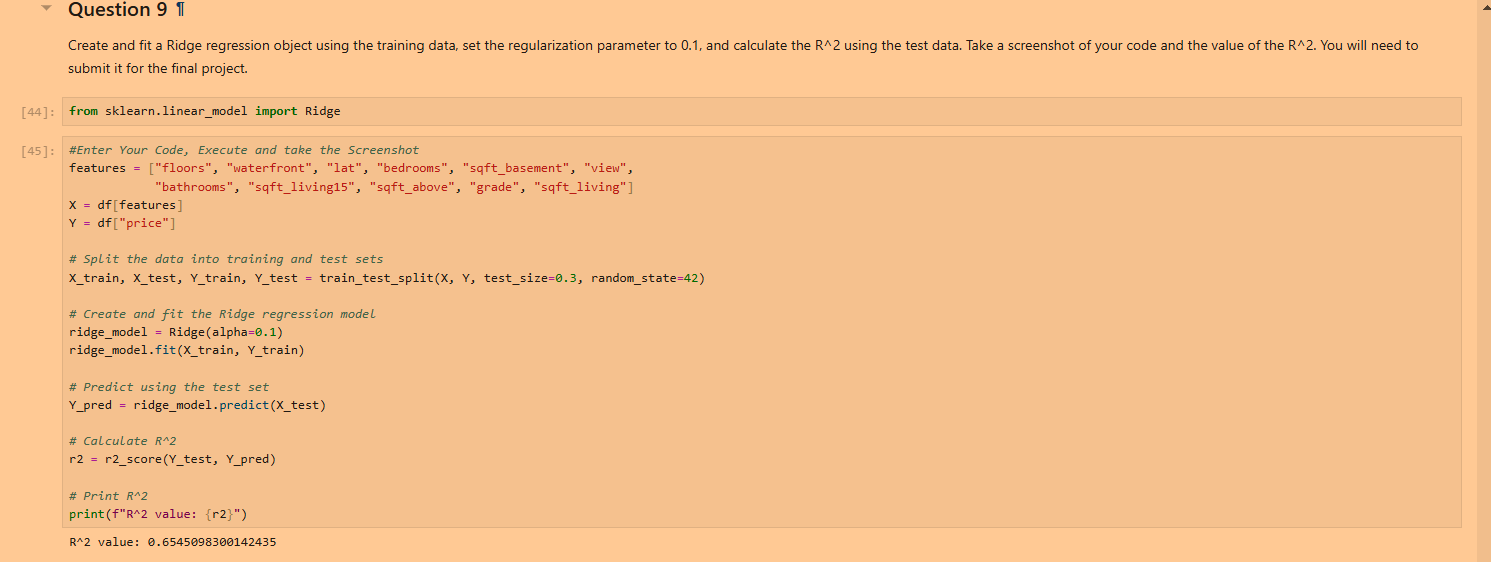 Question 9 ¶
Create and fit a Ridge regression object using the training data, set the regularization parameter to 0.1, and calculate the R^2 using the test data. Take a screenshot of your code and the value of the R^2. You will need to
submit it for the final project.
[44]: from sklearn.linear_model import Ridge
[45]: #Enter Your Code, Execute and take the Screenshot
features = ["floors", "waterfront", "lat", "bedrooms", "sqft_basement", "view",
            "bathrooms", "sqft_living15", "sqft_above", "grade", "sqft_living"]
X = df[features]
Y = df["price"]
# Split the data into training and test sets
X_train, X_test, Y_train, Y_test = train_test_split(X, Y, test_size=0.3, random_state=42)
# Create and fit the Ridge regression model
ridge_model = Ridge(alpha=0.1)
ridge_model.fit(X_train, Y_train)
# Predict using the test set
Y_pred = ridge_model.predict(X_test)
# Calculate R^2
r2 = r2_score(Y_test, Y_pred)
# Print R^2
print(f"R^2 value: {r2}")
R^2 value: 0.6545098300142435